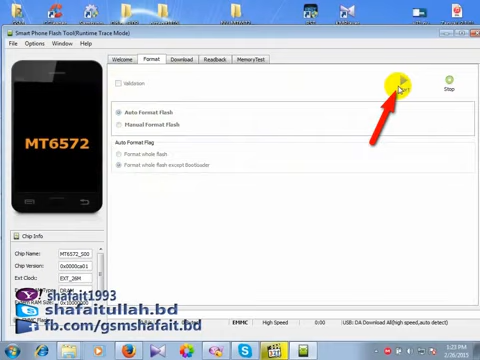 Smart Phone Flash Tool(Runtime Trace Mode)
File Options Window Help
Welcome Format Download Readback MemoryTest
Validation
Stop
Auto Format Flash
Manual Format Flash
Auto Format Flag
Format whole flash
Format whole flash except Bootloader
MT6572
Chip Info
Chip Name: MT6572_S00
Chip Version: 0x0000ca01
Ext Clock: EXT_26M
shafait1993
shafaitullah.bd
fb.com/gsmshafait.bd
EMMC High Speed 0:00 USB: DA Download All(high speed,auto detect)
1:23 PM
2/26/2015